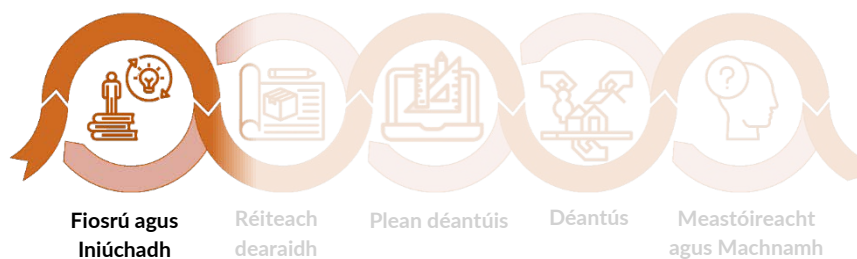 Fiosrú agus
Iniúchadh
Réiteach
dearaidh
Plean déantúis
Déantús
Meastóireacht
agus Machnamh
?